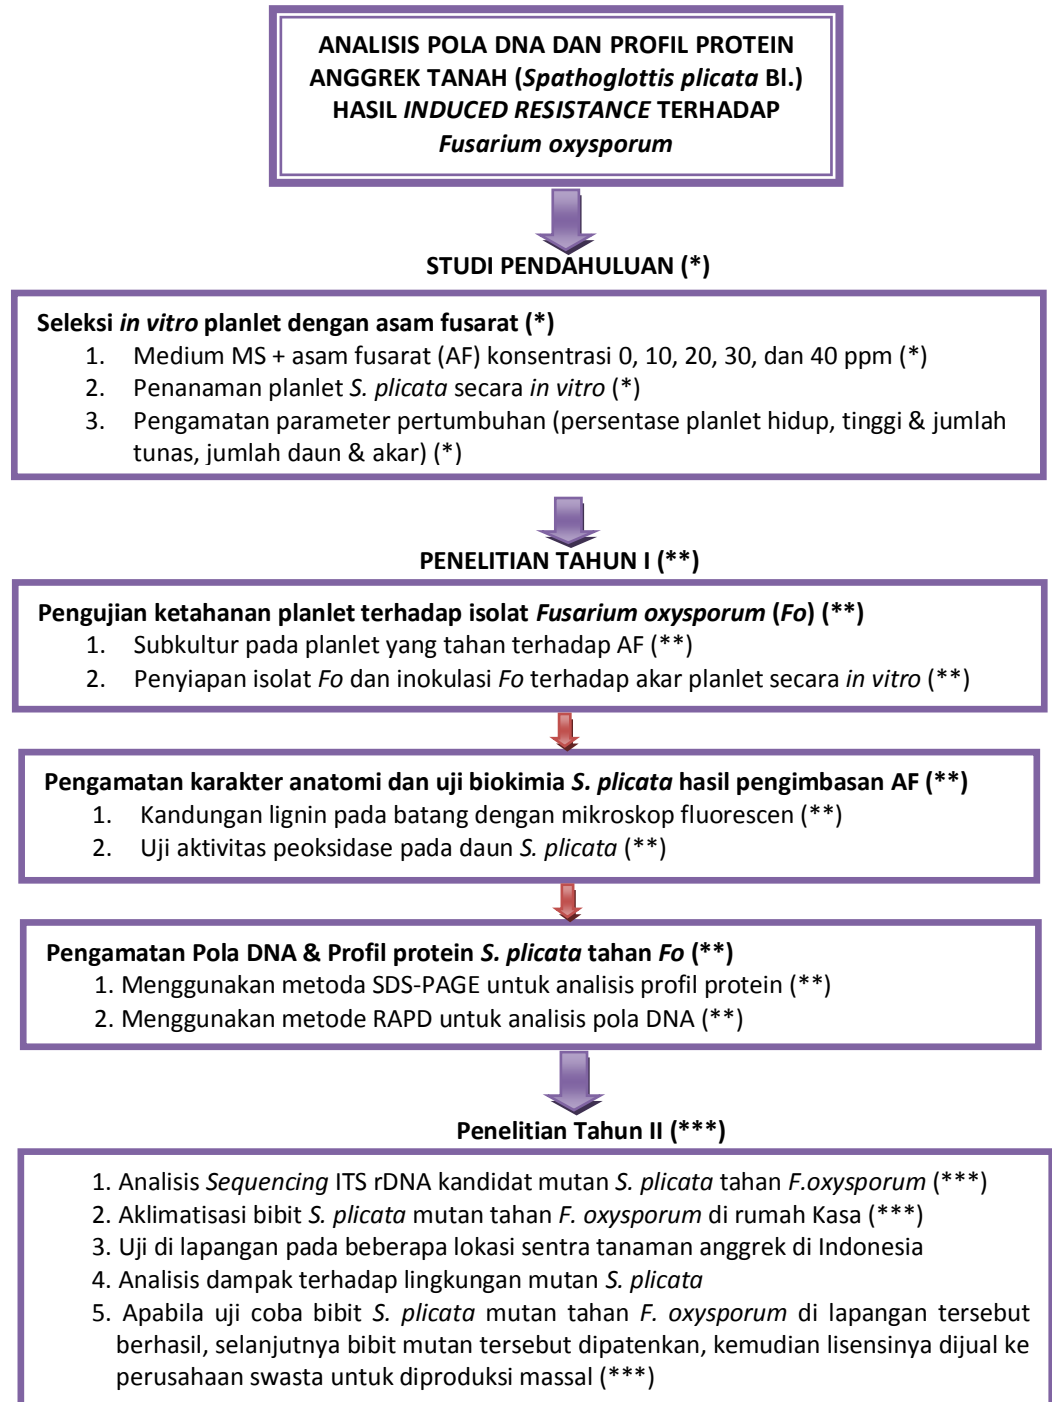 ANALISIS POLA DNA DAN PROFIL PROTEIN
ANGGREK TANAH (Spathoglottis plicata Bl.)
HASIL INDUCED RESISTANCE TERHADAP
Fusarium oxysporum
STUDI PENDAHULUAN (*)
Seleksi in vitro planlet dengan asam fusarat (*)
1. Medium MS + asam fusarat (AF) konsentrasi 0, 10, 20, 30, dan 40 ppm (*)
2. Penanaman planlet S. plicata secara in vitro (*)
3. Pengamatan parameter pertumbuhan (persentase planlet hidup, tinggi & jumlah
tunas, jumlah daun & akar) (*)
PENELITIAN TAHUN I (**)
Pengujian ketahanan planlet terhadap isolat Fusarium oxysporum (Fo) (**)
1. Subkultur pada planlet yang tahan terhadap AF (**)
2. Penyiapan isolat Fo dan inokulasi Fo terhadap akar planlet secara in vitro (**)
Pengamatan karakter anatomi dan uji biokimia S. plicata hasil pengimbasan AF (**)
1. Kandungan lignin pada batang dengan mikroskop fluorescen (**)
2. Uji aktivitas peoksidase pada daun S. plicata (**)
Pengamatan Pola DNA & Profil protein S. plicata tahan Fo (**)
1. Menggunakan metoda SDS-PAGE untuk analisis profil protein (**)
2. Menggunakan metode RAPD untuk analisis pola DNA (**)
Penelitian Tahun II (***)
1. Analisis Sequencing ITS rDNA kandidat mutan S. plicata tahan F.oxysporum (***)
2. Aklimatisasi bibit S. plicata mutan tahan F. oxysporum di rumah Kasa (***)
3. Uji di lapangan pada beberapa lokasi sentra tanaman anggrek di Indonesia
4. Analisis dampak terhadap lingkungan mutan S. plicata
5. Apabila uji coba bibit S. plicata mutan tahan F. oxysporum di lapangan tersebut
berhasil, selanjutnya bibit mutan tersebut dipatenkan, kemudian lisensinya dijual ke
perusahaan swasta untuk diproduksi massal (***)